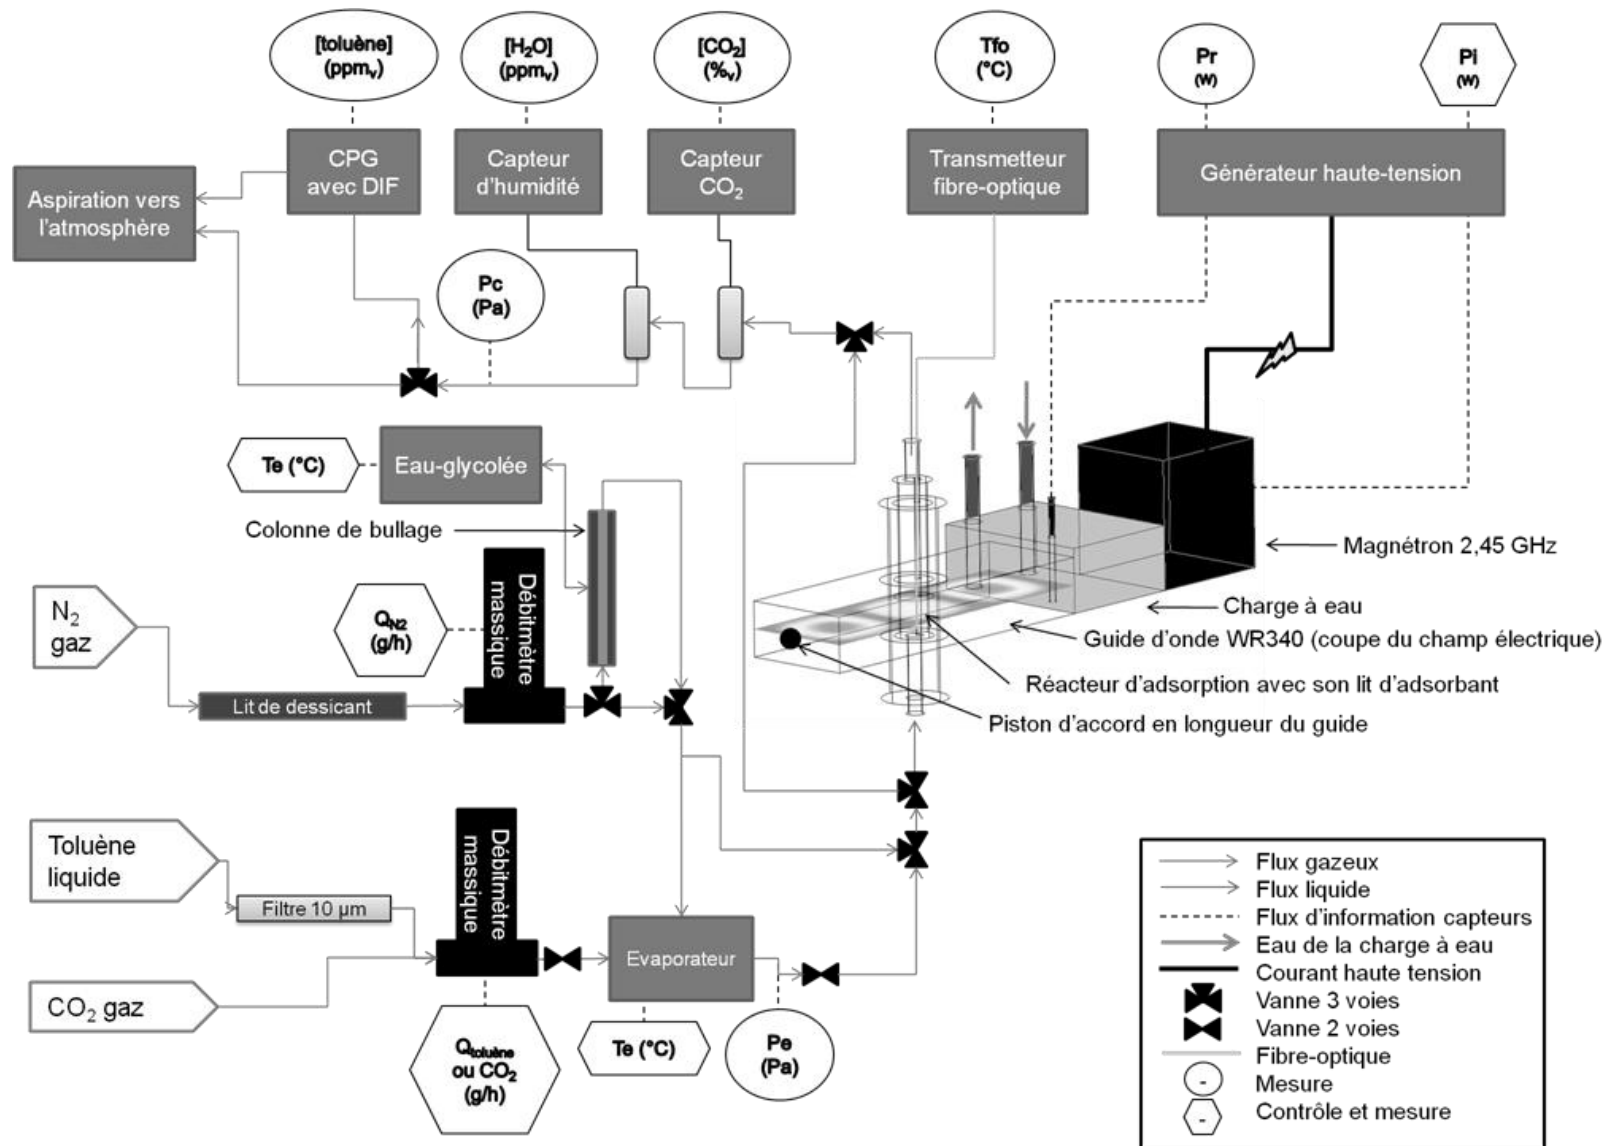 [toluène]
(ppmv)
[H2O]
(ppmv)
[CO2]
(%v)
Tfo
(°C)
Pr
(W)
Pi
(W)
CPG
avec DIF
Capteur
d'humidité
Capteur
CO2
Transmetteur
fibre-optique
Générateur haute-tension
Aspiration vers
l'atmosphère
Pc
(Pa)
Te (°C)
Eau-glycolée
Colonne de bullage
Magnétron 2,45 GHz
Charge à eau
Guide d'onde WR340 (coupe du champ électrique)
Réacteur d'adsorption avec son lit d'adsorbant
Piston d'accord en longueur du guide
N2
gaz
QN2
(g/h)
Débitmètre
massique
Lit de dessicant
Toluène
liquide
Filtre 10 µm
Débitmètre
massique
CO2 gaz
Evaporateur
Qtoluène
ou CO2
(g/h)
Te (°C)
Pe
(Pa)
Flux gazeux
Flux liquide
Flux d'information capteurs
Eau de la charge à eau
Courant haute tension
Vanne 3 voies
Vanne 2 voies
Fibre-optique
-
Mesure
-
Contrôle et mesure